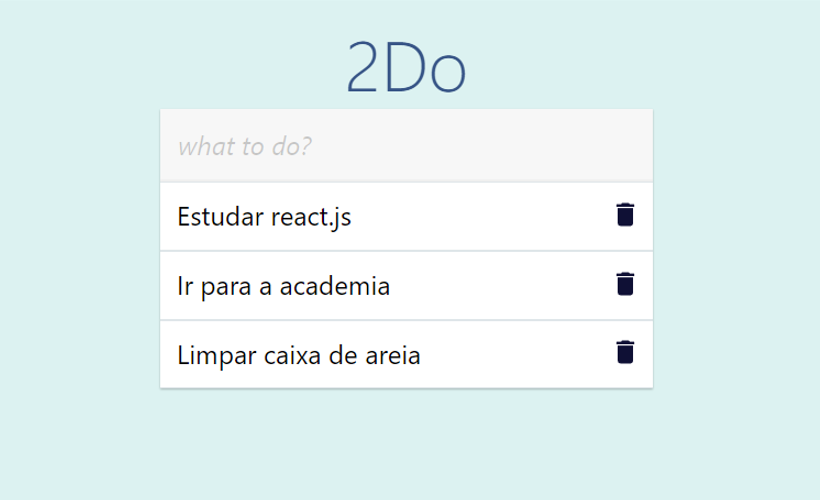 2Do
what to do?
Estudar react.js
Ir para a academia
Limpar caixa de areia